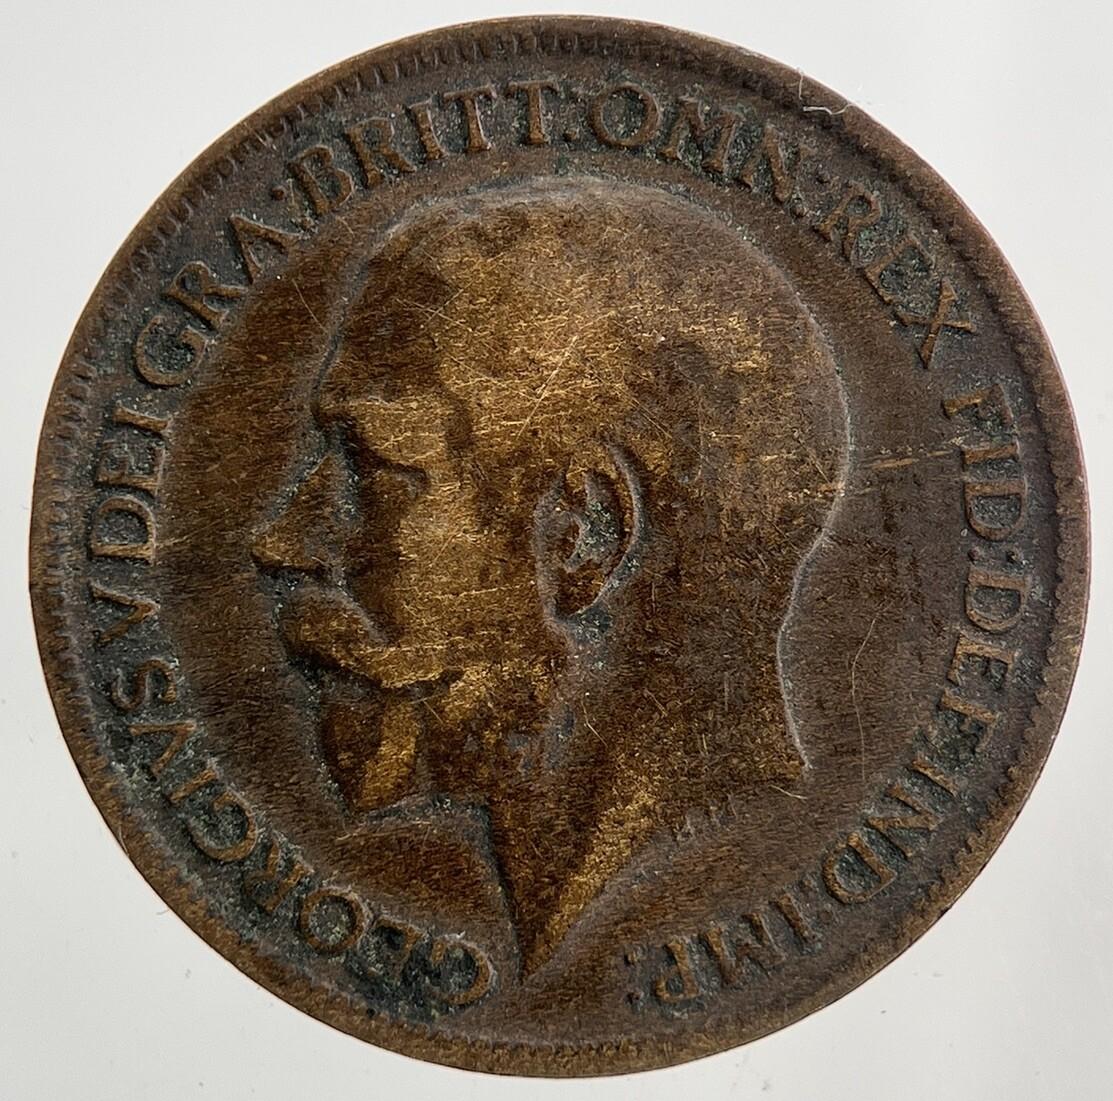 GEORGIVS V DEI GRA: BRITT: OMN: REX FID: DEF: IND: IMP: